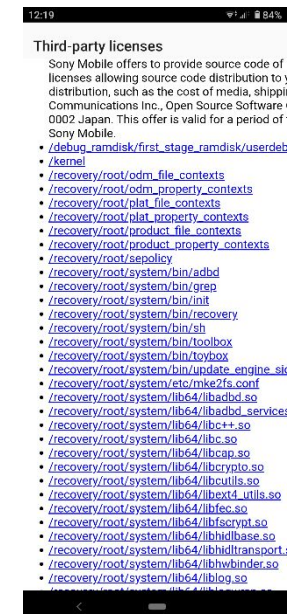 12:19
84%
Third-party licenses
Sony Mobile offers to provide source code of
licenses allowing source code distribution to y
distribution, such as the cost of media, shippin
Communications Inc., Open Source Software
0002 Japan. This offer is valid for a period of
Sony Mobile.
/debug_ramdisk/first_stage_ramdisk/userdeb
/kernel
/recovery/root/odm_file_contexts
/recovery/root/odm_property_contexts
/recovery/root/plat_file_contexts
/recovery/root/plat_property_contexts
/recovery/root/product_file_contexts
/recovery/root/product_property_contexts
/recovery/root/sepolicy
/recovery/root/system/bin/adbd
/recovery/root/system/bin/grep
/recovery/root/system/bin/init
/recovery/root/system/bin/recovery
/recovery/root/system/bin/sh
/recovery/root/system/bin/toolbox
/recovery/root/system/bin/toybox
/recovery/root/system/bin/update_engine_sid
/recovery/root/system/etc/mke2fs.conf
/recovery/root/system/lib64/libadbd.so
/recovery/root/system/lib64/libadbd_services
/recovery/root/system/lib64/libc++.so
/recovery/root/system/lib64/libc.so
/recovery/root/system/lib64/libcap.so
/recovery/root/system/lib64/libcrypto.so
/recovery/root/system/lib64/libcutils.so
/recovery/root/system/lib64/libext4_utils.so
/recovery/root/system/lib64/libfec.so
/recovery/root/system/lib64/libfscrypt.so
/recovery/root/system/lib64/libhidlbase.so
/recovery/root/system/lib64/libhidltransport.s
/recovery/root/system/lib64/libhwbinder.so
/recovery/root/system/lib64/liblog.so